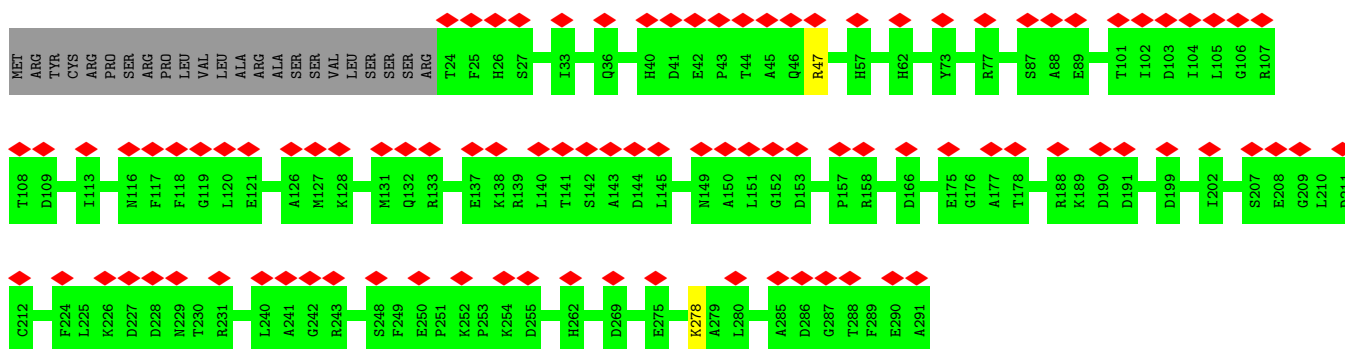 MET ARG TYR CYS ARG PRO SER ARG PRO LEU VAL LEU ALA ARG ALA SER SER VAL LEU SER SER SER ARG T24 F25 H26 S27 I33 Q36 H40 D41 E42 P43 T44 A45 Q46 R47 H57 H62 Y73 R77 S87 A88 E89 T101 I102 D103 I104 L105 G106 R107
T108 D109 I113 N116 F117 F118 G119 L120 E121 A126 M127 K128 M131 Q132 R133 E137 K138 R139 L140 T141 S142 A143 D144 L145 N149 A150 L151 G152 D153 P157 R158 D166 E175 G176 A177 T178 R188 K189 D190 D191 D199 I202 S207 E208 G209 L210
C212 F224 L225 K226 D227 D228 N229 T230 R231 L240 A241 G242 R243 S248 F249 E250 P251 K252 P253 K254 D255 H262 D269 E275 K278 A279 L280 A285 D286 G287 T288 F289 E290 A291